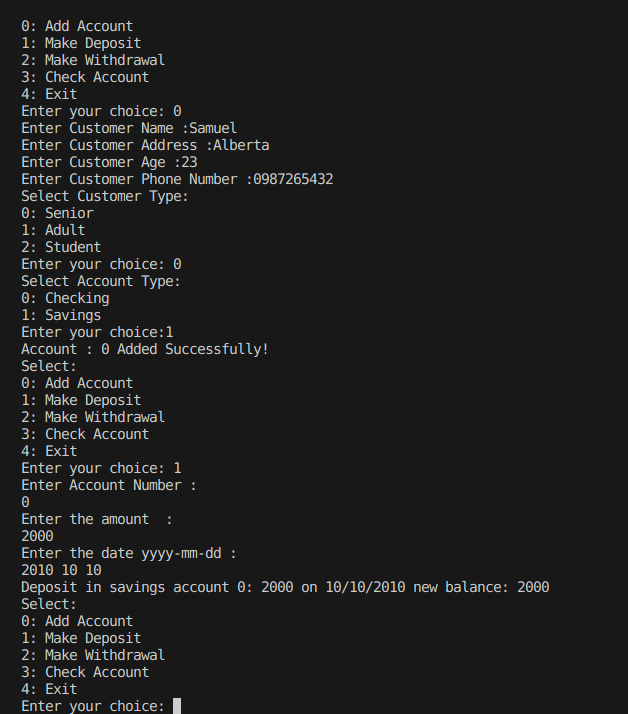 0: Add Account
1: Make Deposit
2: Make Withdrawal
3: Check Account
4: Exit
Enter your choice: 0
Enter Customer Name :Samuel
Enter Customer Address :Alberta
Enter Customer Age :23
Enter Customer Phone Number :0987265432
Select Customer Type:
0: Senior
1: Adult
2: Student
Enter your choice: 0
Select Account Type:
0: Checking
1: Savings
Enter your choice:1
Account : 0 Added Successfully!
Select:
0: Add Account
1: Make Deposit
2: Make Withdrawal
3: Check Account
4: Exit
Enter your choice: 1
Enter Account Number :
0
Enter the amount  :
2000
Enter the date yyyy-mm-dd :
2010 10 10
Deposit in savings account 0: 2000 on 10/10/2010 new balance: 2000
Select:
0: Add Account
1: Make Deposit
2: Make Withdrawal
3: Check Account
4: Exit
Enter your choice: